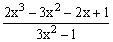 2x³ − 3x² − 2x + 1
3x² − 1